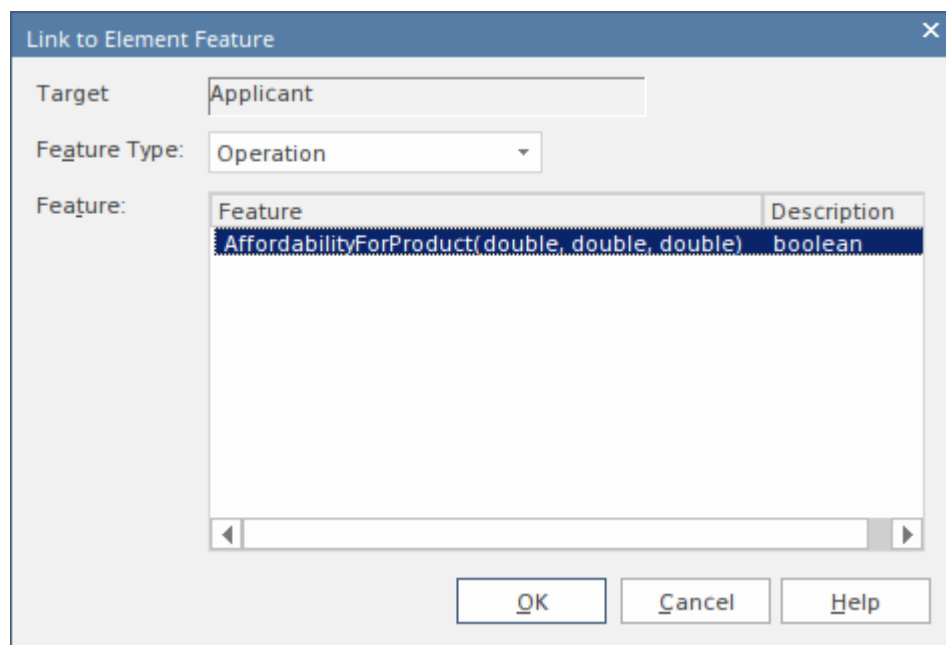 Link to Element Feature
Target Applicant
Feature Type: Operation
Feature:
Feature Description
AffordabilityForProduct(double, double, double) boolean
OK Cancel Help